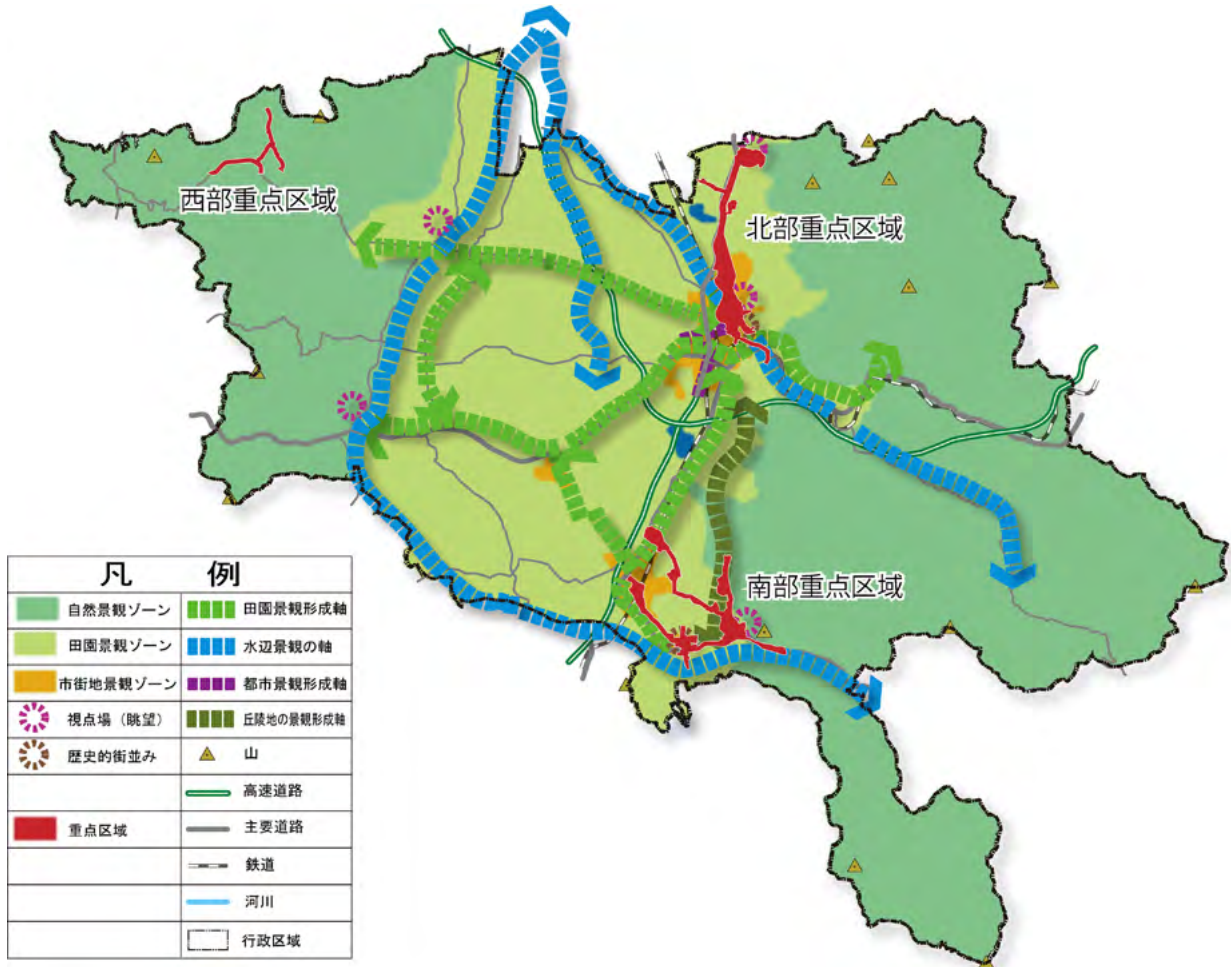 西部重点区域
北部重点区域
南部重点区域
凡 例
自然景観ゾーン 田園景観形成軸
田園景観ゾーン 水辺景観の軸
市街地景観ゾーン 都市景観形成軸
視点場（眺望） 丘陵地の景観形成軸
歴史的街並み 山
高速道路
重点区域 主要道路
鉄道
河川
行政区域